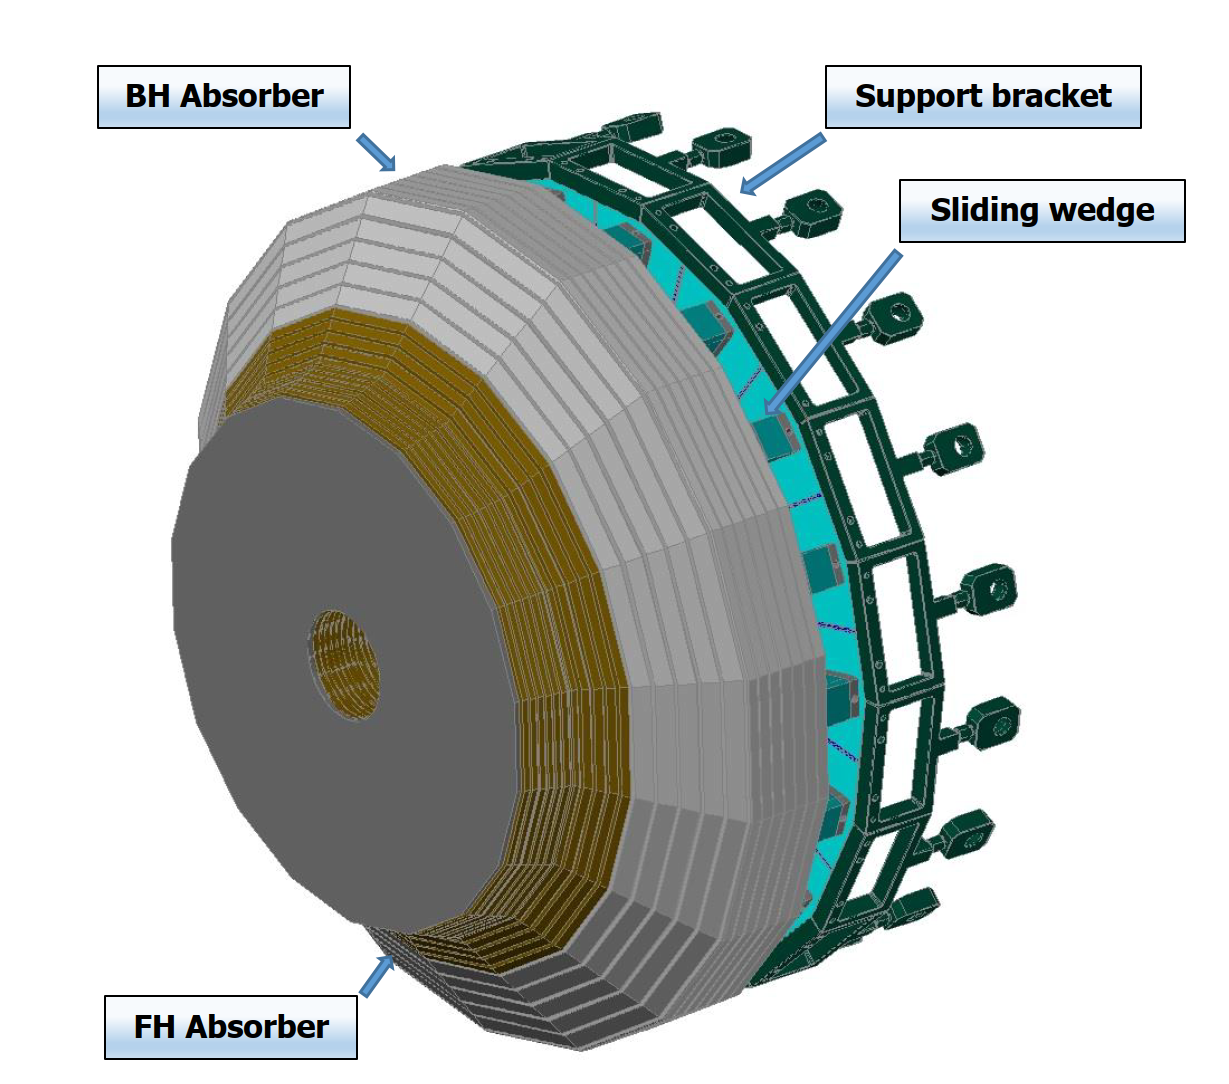 BH Absorber
Support bracket
Sliding wedge
FH Absorber